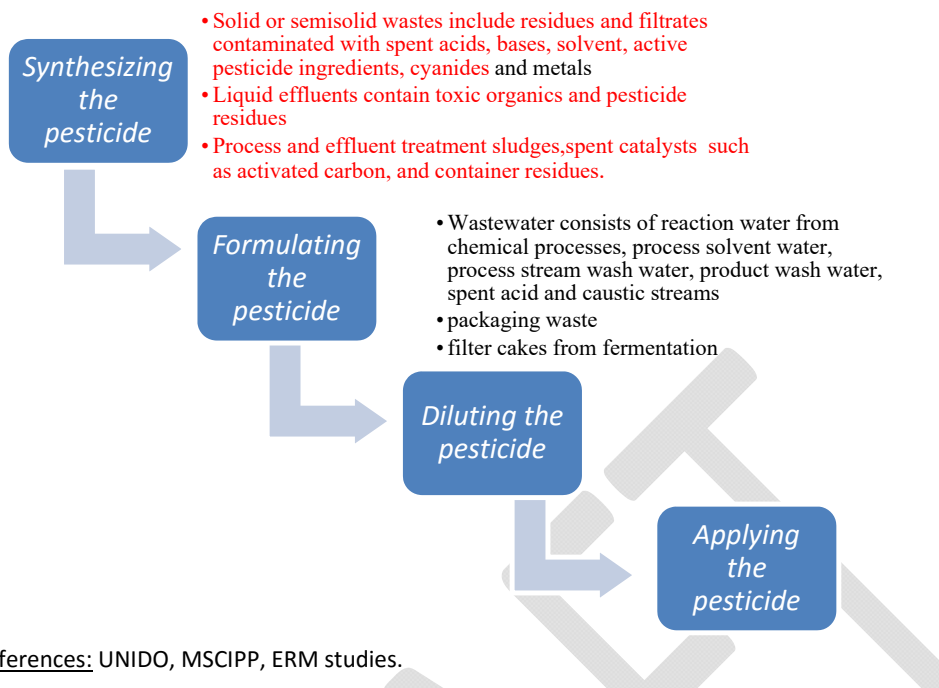 Synthesizing
the
pesticide
• Solid or semisolid wastes include residues and filtrates
contaminated with spent acids, bases, solvent, active
pesticide ingredients, cyanides and metals
• Liquid effluents contain toxic organics and pesticide
residues
• Process and effluent treatment sludges,spent catalysts such
as activated carbon, and container residues.
Formulating
the
pesticide
• Wastewater consists of reaction water from
chemical processes, process solvent water,
process stream wash water, product wash water,
spent acid and caustic streams
• packaging waste
• filter cakes from fermentation
Diluting the
pesticide
Applying
the
pesticide
ferences: UNIDO, MSCIPP, ERM studies.